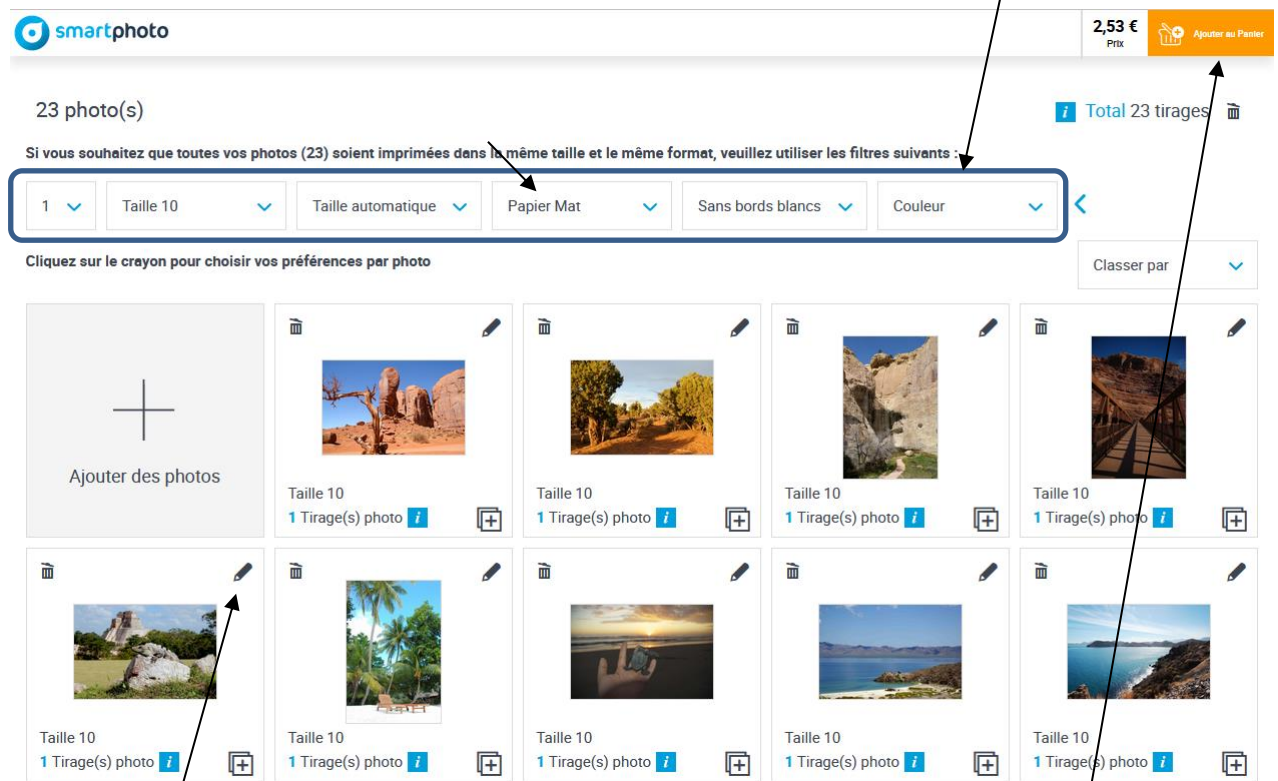 smartphoto
2,53 €
Prix
Ajouter au Panier
23 photo(s)
i Total 23 tirages
Si vous souhaitez que toutes vos photos (23) soient imprimées dans la même taille et le même format, veuillez utiliser les filtres suivants :
1 Taille 10 Taille automatique Papier Mat Sans bords blancs Couleur
Cliquez sur le crayon pour choisir vos préférences par photo
Classer par
Ajouter des photos
Taille 10
1 Tirage(s) photo i
Taille 10
1 Tirage(s) photo i
Taille 10
1 Tirage(s) photo i
Taille 10
1 Tirage(s) photo i
Taille 10
1 Tirage(s) photo i
Taille 10
1 Tirage(s) photo i
Taille 10
1 Tirage(s) photo i
Taille 10
1 Tirage(s) photo i
Taille 10
1 Tirage(s) photo i